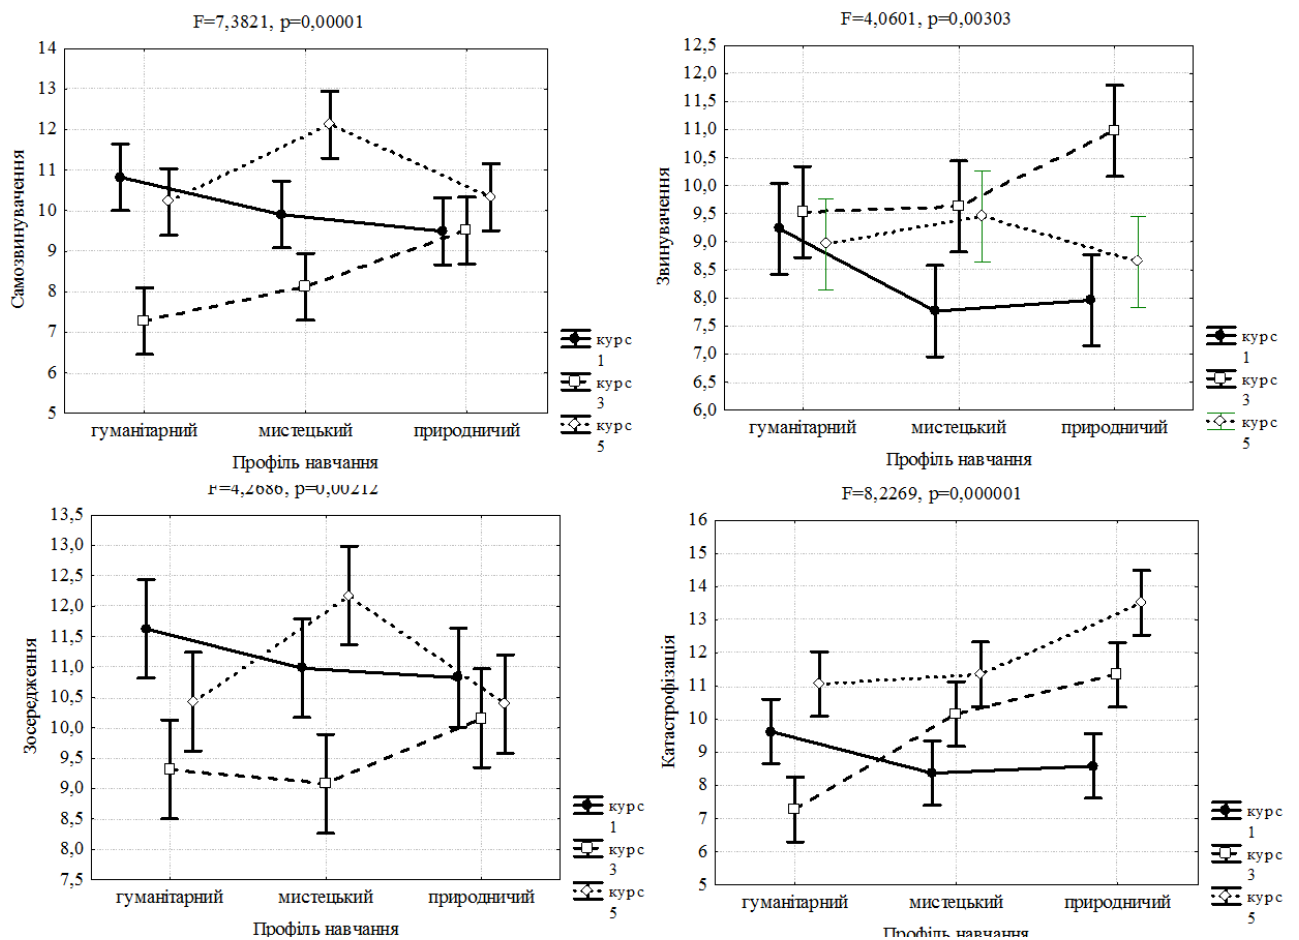 F=7,3821, p=0,00001
Самозвинувачення
14
13
12
11
10
9
8
7
6
5
гуманітарний мистецький природничий
Профіль навчання
курс
1
курс
3
курс
5
F=4,0601, p=0,00303
Звинувачення
12,5
12,0
11,5
11,0
10,5
10,0
9,5
9,0
8,5
8,0
7,5
7,0
6,5
6,0
гуманітарний мистецький природничий
Профіль навчання
курс
1
курс
3
курс
5
F=4,2686, p=0,00212
Зосередження
13,5
13,0
12,5
12,0
11,5
11,0
10,5
10,0
9,5
9,0
8,5
8,0
7,5
гуманітарний мистецький природничий
Профіль навчання
курс
1
курс
3
курс
5
F=8,2269, p=0,000001
Катастрофізація
16
15
14
13
12
11
10
9
8
7
6
5
гуманітарний мистецький природничий
Профіль навчання
курс
1
курс
3
курс
5